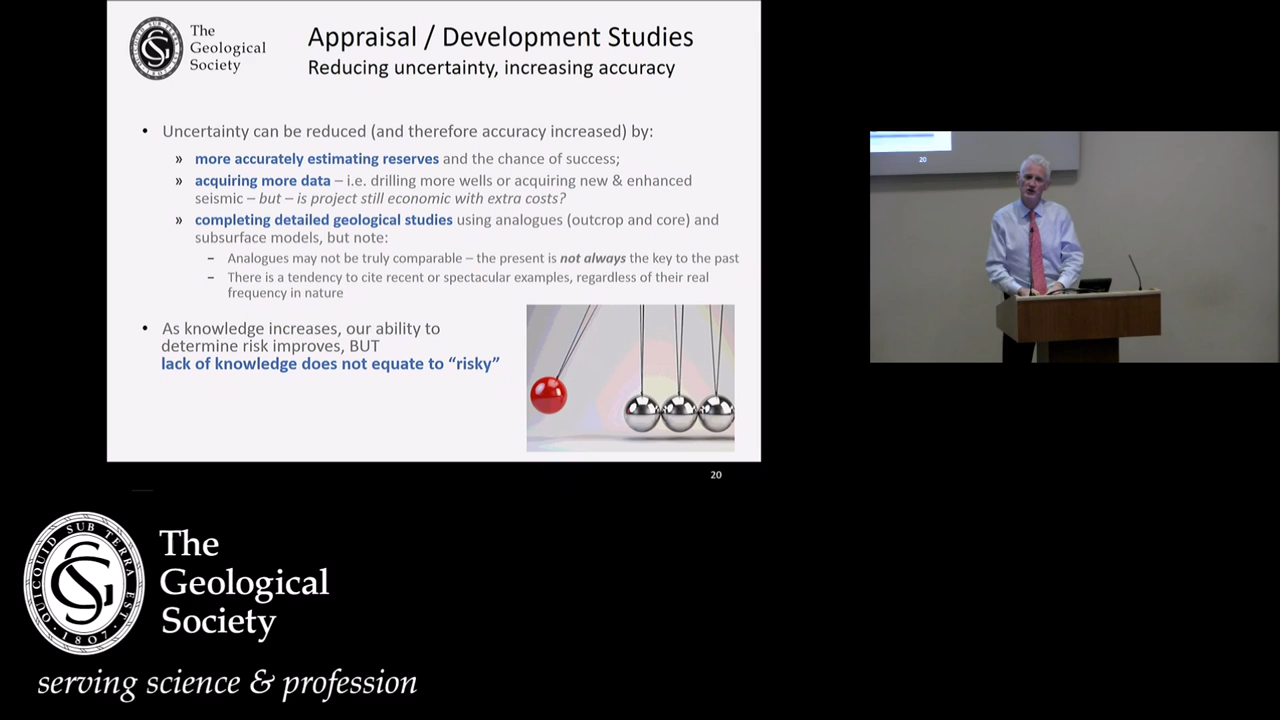 The
Geological
Society
Appraisal / Development Studies
Reducing uncertainty, increasing accuracy
• Uncertainty can be reduced (and therefore accuracy increased) by:
» more accurately estimating reserves and the chance of success;
» acquiring more data – i.e. drilling more wells or acquiring new & enhanced
seismic – but – is project still economic with extra costs?
» completing detailed geological studies using analogues (outcrop and core) and
subsurface models, but note:
– Analogues may not be truly comparable – the present is not always the key to the past
– There is a tendency to cite recent or spectacular examples, regardless of their real
frequency in nature
• As knowledge increases, our ability to
determine risk improves, BUT
lack of knowledge does not equate to “risky”
20
20
QUICQUID SUB TERRA EST
· 1807 ·
The
Geological
Society
serving science & profession